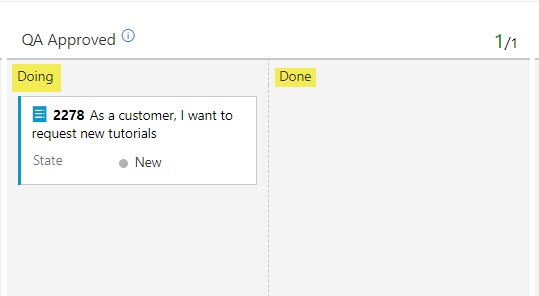 QA Approved
1/1
Doing
Done
2278 As a customer, I want to
request new tutorials
State New